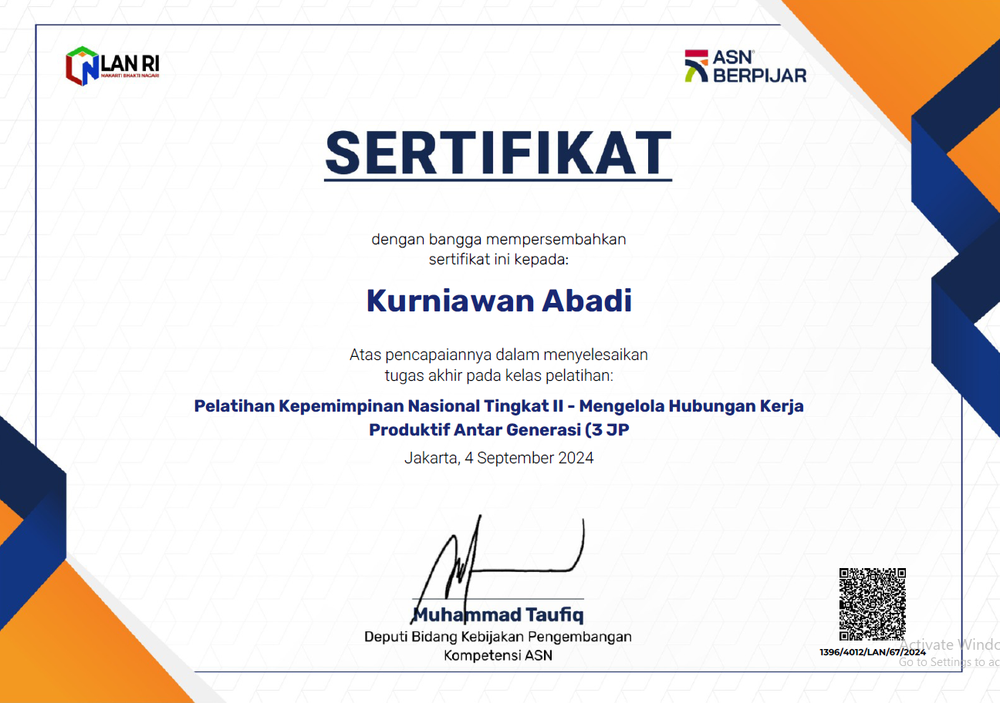 LAN RI
MAKARTI BHAKTI NAGARI
ASN®
BERPIJAR
SERTIFIKAT
dengan bangga mempersembahkan
sertifikat ini kepada:
Kurniawan Abadi
Atas pencapaiannya dalam menyelesaikan
tugas akhir pada kelas pelatihan:
Pelatihan Kepemimpinan Nasional Tingkat II - Mengelola Hubungan Kerja
Produktif Antar Generasi (3 JP
Jakarta, 4 September 2024
Muhammad Taufiq
Deputi Bidang Kebijakan Pengembangan
Kompetensi ASN
1396/4012/LAN/67/2024
Activate Windo
Go to Settings to ac